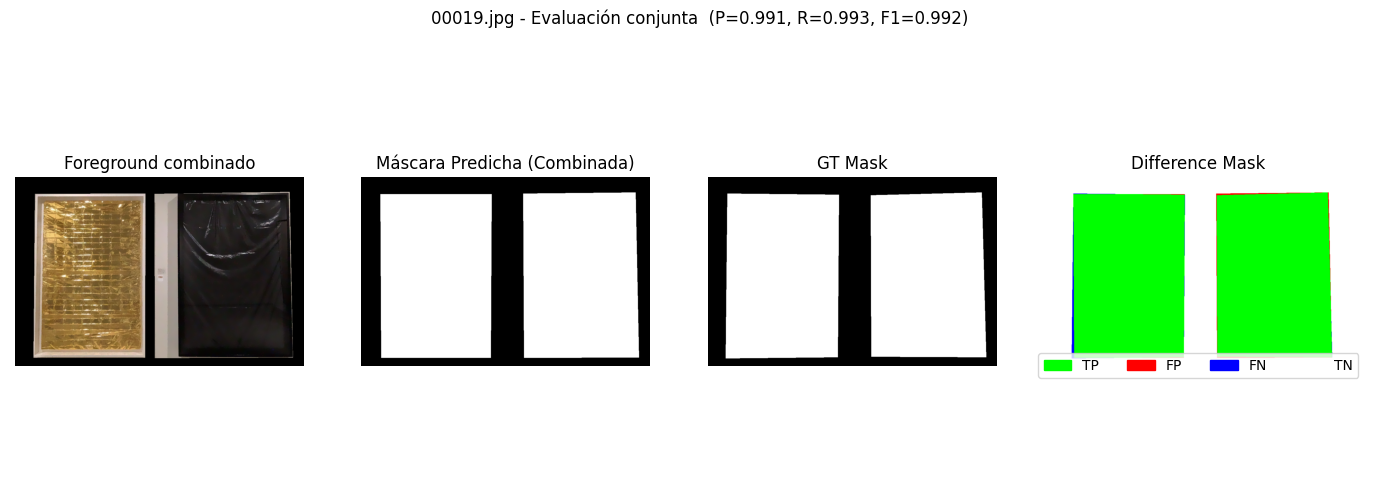 00019.jpg - Evaluación conjunta  (P=0.991, R=0.993, F1=0.992)
Foreground combinado
Máscara Predicha (Combinada)
GT Mask
Difference Mask
TP
FP
FN
TN